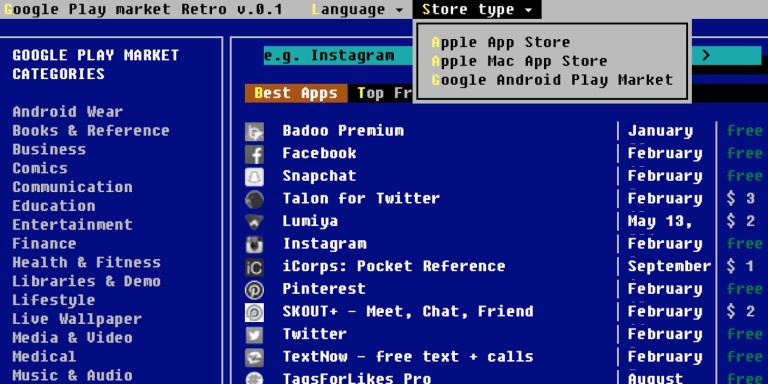 Google Play market Retro v.0.1 Language Store type
Apple App Store
Apple Mac App Store
Google Android Play Market
GOOGLE PLAY MARKET
CATEGORIES
Android Wear
Books & Reference
Business
Comics
Communication
Education
Entertainment
Finance
Health & Fitness
Libraries & Demo
Lifestyle
Live Wallpaper
Media & Video
Medical
Music & Audio
e.g. Instagram >
Best Apps Top Fr
Badoo Premium January free
Facebook February free
Snapchat February free
Talon for Twitter February $ 3
Lumiya May 13, $ 2
Instagram February free
iC iCorps: Pocket Reference September $ 1
Pinterest February free
SKOUT+ - Meet, Chat, Friend February $ 2
Twitter February free
TextNow - free text + calls February free
TagsForLikes Pro August free